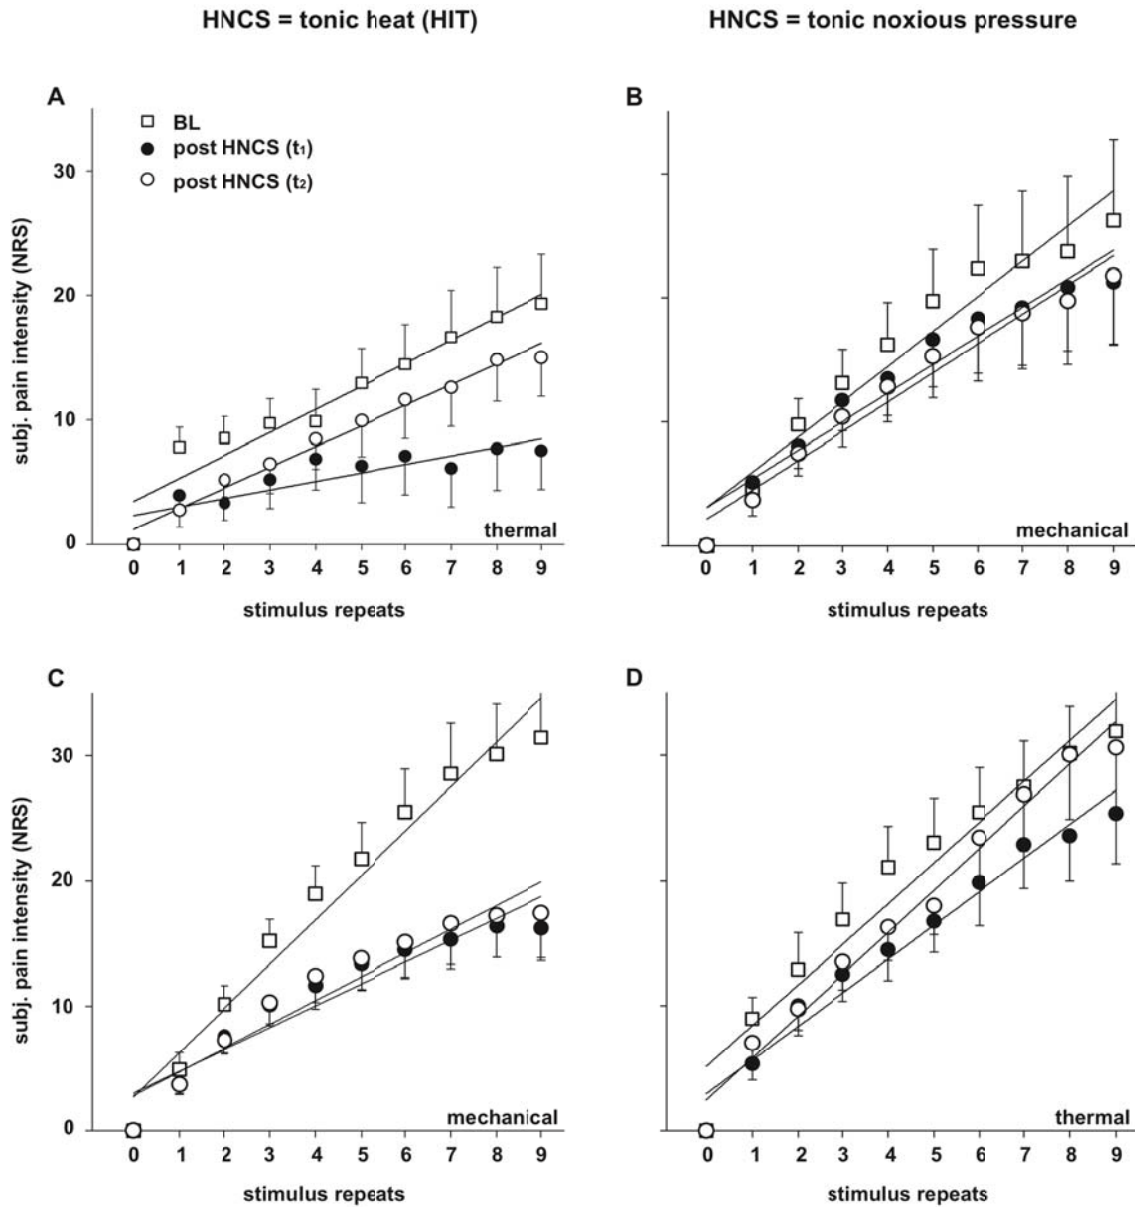 HNCS = tonic heat (HIT)
HNCS = tonic noxious pressure
A
BL
post HNCS (t1)
post HNCS (t2)
30
20
10
0
subj. pain intensity (NRS)
thermal
0 1 2 3 4 5 6 7 8 9
stimulus repeats
B
mechanical
0 1 2 3 4 5 6 7 8 9
stimulus repeats
C
30
20
10
0
subj. pain intensity (NRS)
mechanical
0 1 2 3 4 5 6 7 8 9
stimulus repeats
D
thermal
0 1 2 3 4 5 6 7 8 9
stimulus repeats